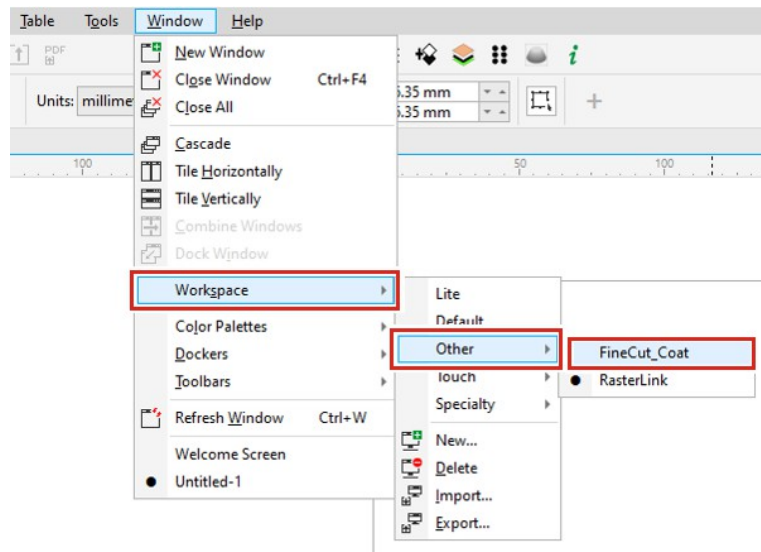 Table Tools Window Help
PDF
New Window
Close Window Ctrl+F4
Close All
Units: millime
6.35 mm
6.35 mm
Cascade
Tile Horizontally
Tile Vertically
Combine Windows
Dock Window
100 50 100
Workspace
Color Palettes
Dockers
Toolbars
Refresh Window Ctrl+W
Welcome Screen
Untitled-1
Lite
Default
Other
Touch
Specialty
New...
Delete
Import...
Export...
FineCut_Coat
RasterLink